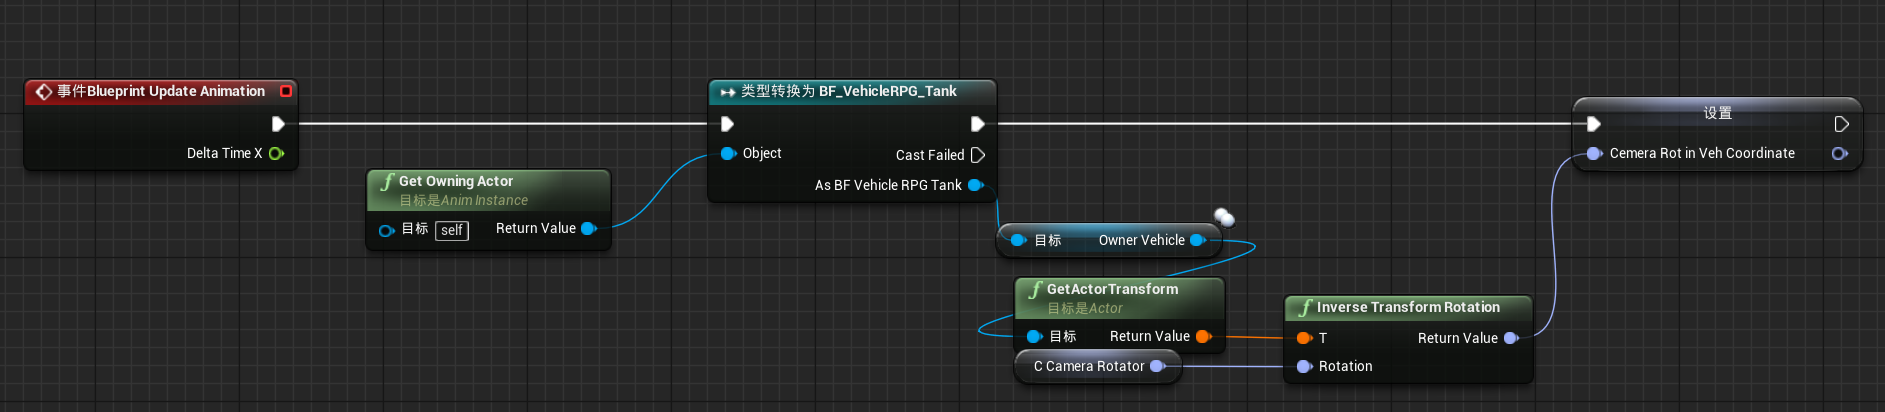 事件Blueprint Update Animation
Delta Time X
Get Owning Actor
目标是Anim Instance
目标 self Return Value
类型转换为 BF_VehicleRPG_Tank
Object
Cast Failed
As BF Vehicle RPG Tank
目标 Owner Vehicle
GetActorTransform
目标是Actor
目标 Return Value
C Camera Rotator
Inverse Transform Rotation
T Return Value
Rotation
设置
Cemera Rot in Veh Coordinate